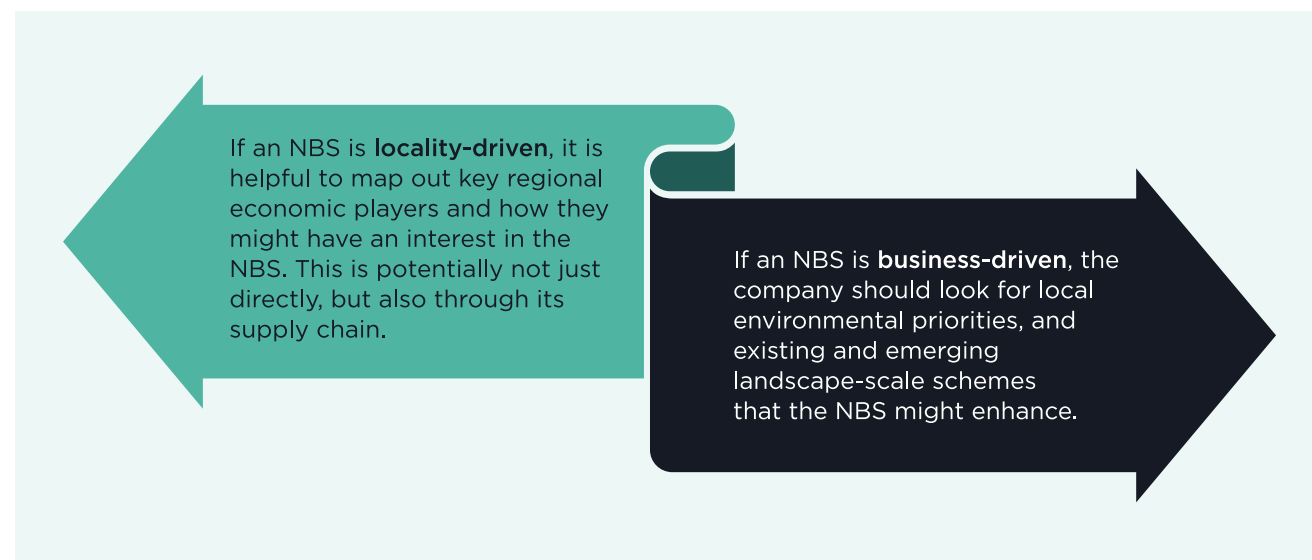 If an NBS is locality-driven, it is
helpful to map out key regional
economic players and how they
might have an interest in the
NBS. This is potentially not just
directly, but also through its
supply chain.
If an NBS is business-driven, the
company should look for local
environmental priorities, and
existing and emerging
landscape-scale schemes
that the NBS might enhance.